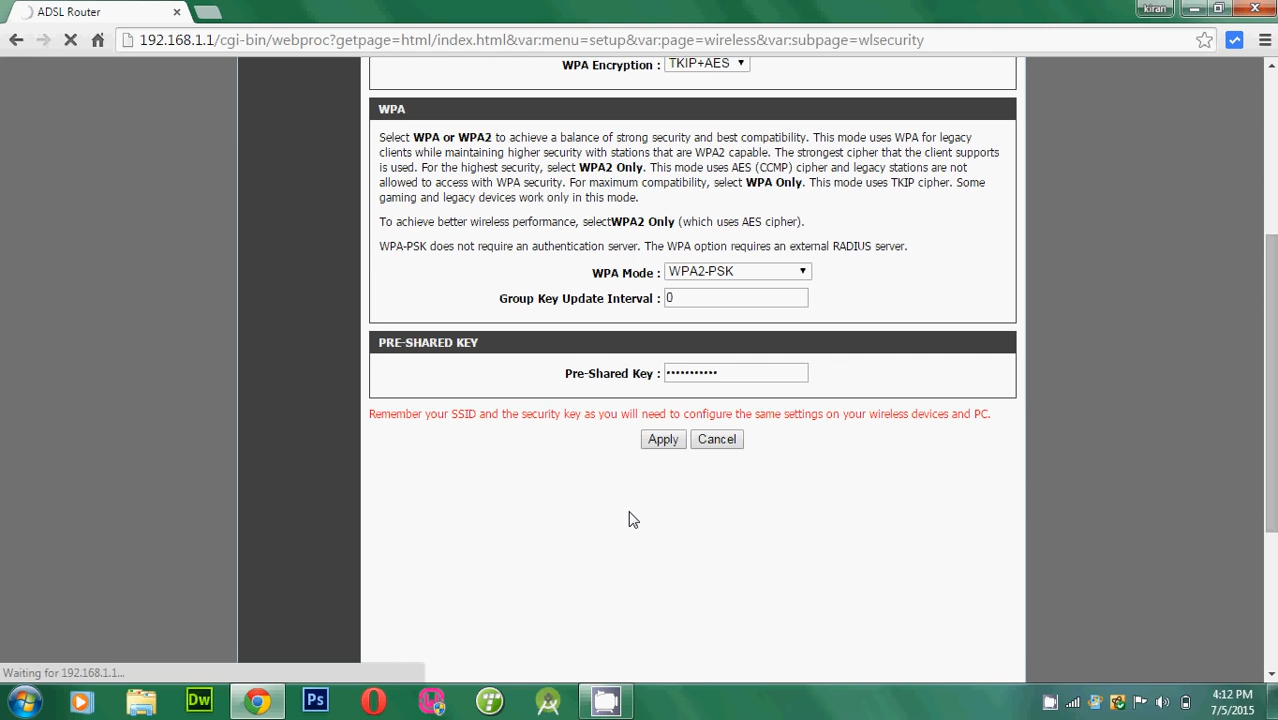 ADSL Router
kiran
192.168.1.1/cgi-bin/webproc?getpage=html/index.html&var:menu=setup&var:page=wireless&var:subpage=wlsecurity
WPA Encryption : TKIP+AES
WPA
Select WPA or WPA2 to achieve a balance of strong security and best compatibility. This mode uses WPA for legacy
clients while maintaining higher security with stations that are WPA2 capable. The strongest cipher that the client supports
is used. For the highest security, select WPA2 Only. This mode uses AES (CCMP) cipher and legacy stations are not
allowed to access with WPA security. For maximum compatibility, select WPA Only. This mode uses TKIP cipher. Some
gaming and legacy devices work only in this mode.
To achieve better wireless performance, selectWPA2 Only (which uses AES cipher).
WPA-PSK does not require an authentication server. The WPA option requires an external RADIUS server.
WPA Mode : WPA2-PSK
Group Key Update Interval : 0
PRE-SHARED KEY
Pre-Shared Key : •••••••••••
Remember your SSID and the security key as you will need to configure the same settings on your wireless devices and PC.
Apply Cancel
Waiting for 192.168.1.1...
Dw Ps
4:12 PM
7/5/2015